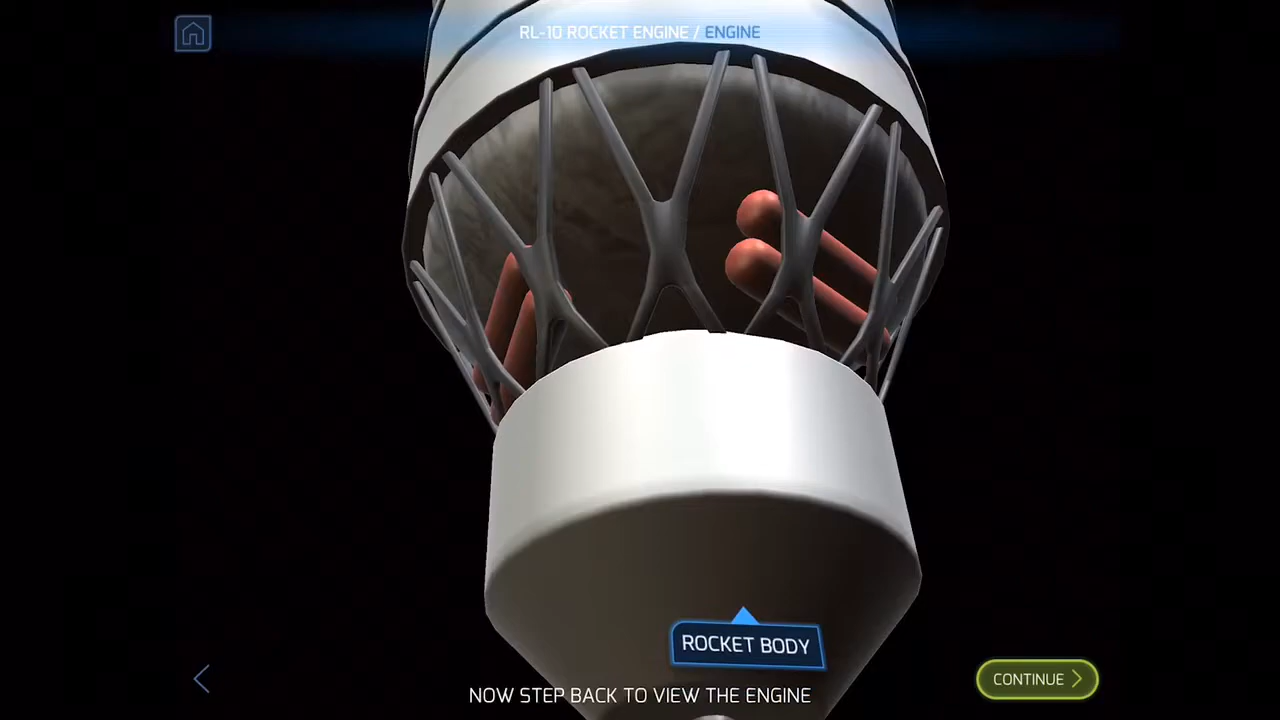 RL-10 ROCKET ENGINE / ENGINE
ROCKET BODY
NOW STEP BACK TO VIEW THE ENGINE
CONTINUE